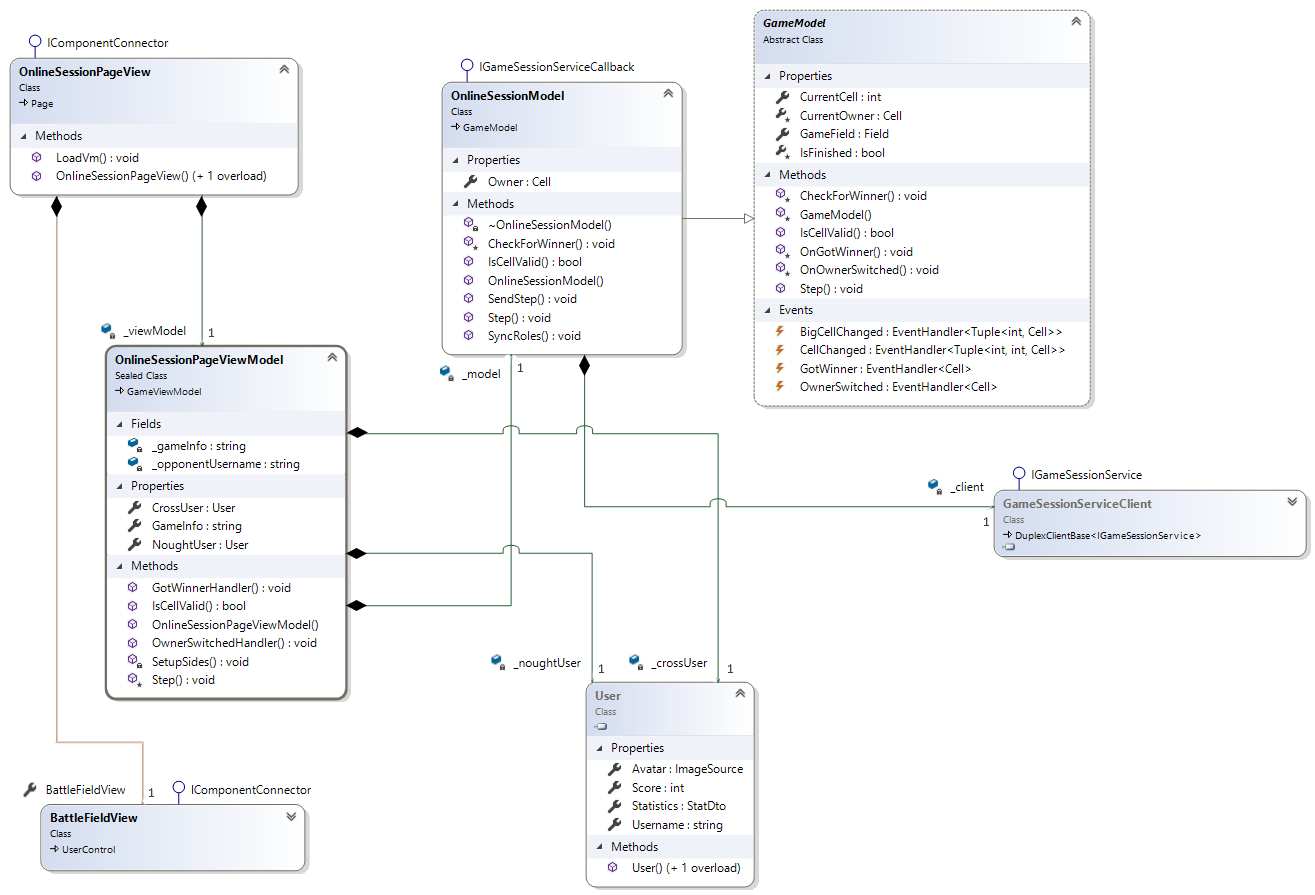 IComponentConnector
OnlineSessionPageView
Class
Page
Methods
LoadVm() : void
OnlineSessionPageView() (+ 1 overload)
IGameSessionServiceCallback
OnlineSessionModel
Class
GameModel
Properties
Owner : Cell
Methods
~OnlineSessionModel()
CheckForWinner() : void
IsCellValid() : bool
OnlineSessionModel()
SendStep() : void
Step() : void
SyncRoles() : void
GameModel
Abstract Class
Properties
CurrentCell : int
CurrentOwner : Cell
GameField : Field
IsFinished : bool
Methods
CheckForWinner() : void
GameModel()
IsCellValid() : bool
OnGotWinner() : void
OnOwnerSwitched() : void
Step() : void
Events
BigCellChanged : EventHandler<Tuple<int, Cell>>
CellChanged : EventHandler<Tuple<int, int, Cell>>
GotWinner : EventHandler<Cell>
OwnerSwitched : EventHandler<Cell>
_viewModel
1
OnlineSessionPageViewModel
Sealed Class
GameViewModel
Fields
_gameInfo : string
_opponentUsername : string
Properties
CrossUser : User
GameInfo : string
NoughtUser : User
Methods
GotWinnerHandler() : void
IsCellValid() : bool
OnlineSessionPageViewModel()
OwnerSwitchedHandler() : void
SetupSides() : void
Step() : void
_model
1
_client
1
IGameSessionService
GameSessionServiceClient
Class
DuplexClientBase<IGameSessionService>
_noughtUser
1
_crossUser
1
User
Class
Properties
Avatar : ImageSource
Score : int
Statistics : StatDto
Username : string
Methods
User() (+ 1 overload)
BattleFieldView
1
IComponentConnector
BattleFieldView
Class
UserControl